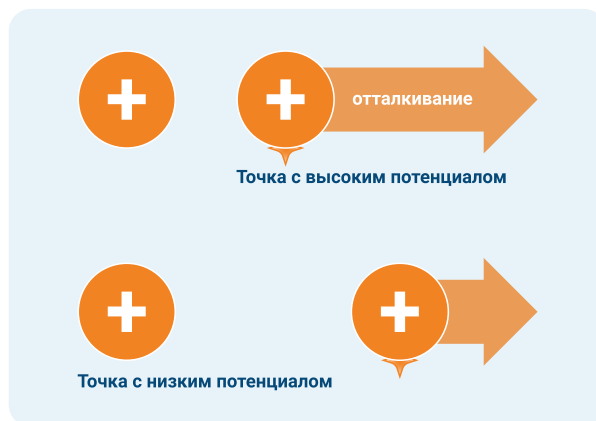 отталкивание
Точка с высоким потенциалом
Точка с низким потенциалом